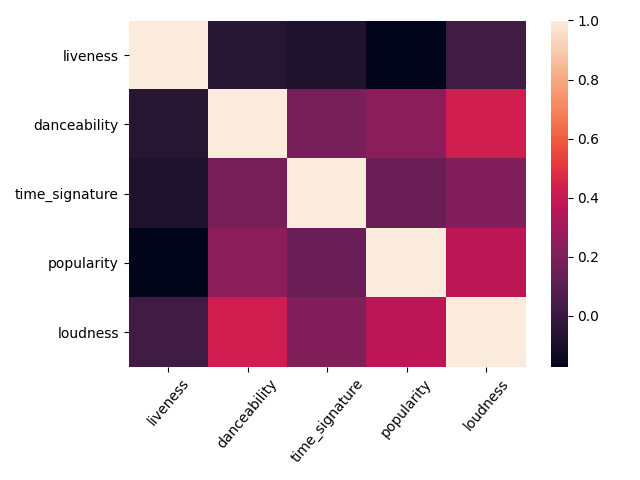 liveness
danceability
time_signature
popularity
loudness
liveness
danceability
time_signature
popularity
loudness
1.0
0.8
0.6
0.4
0.2
0.0